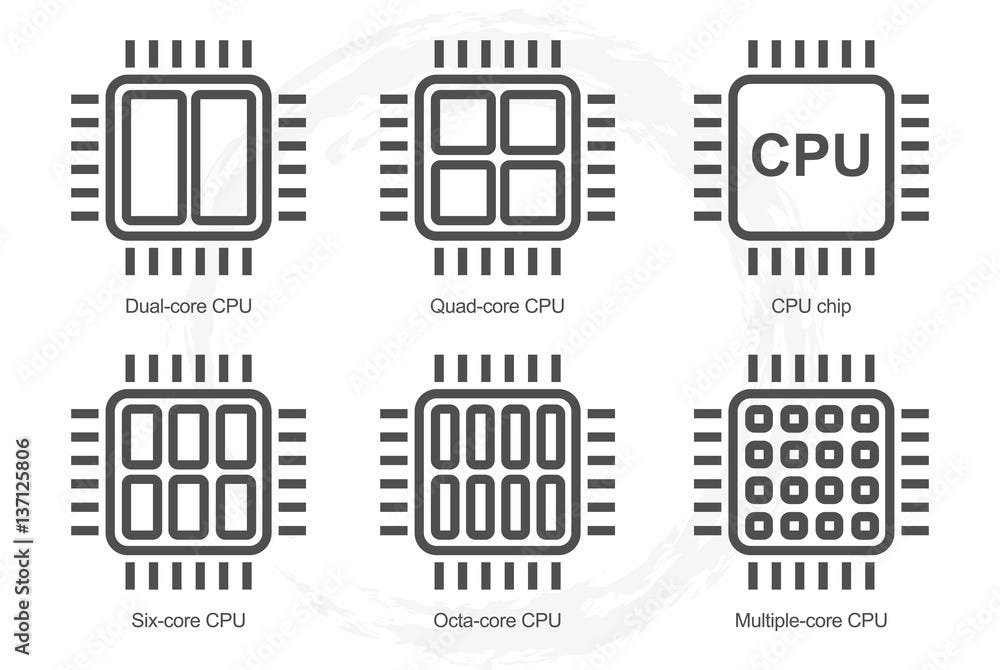 CPU
Dual-core CPU
Quad-core CPU
CPU chip
Six-core CPU
Octa-core CPU
Multiple-core CPU
Adobe Stock | #137125806